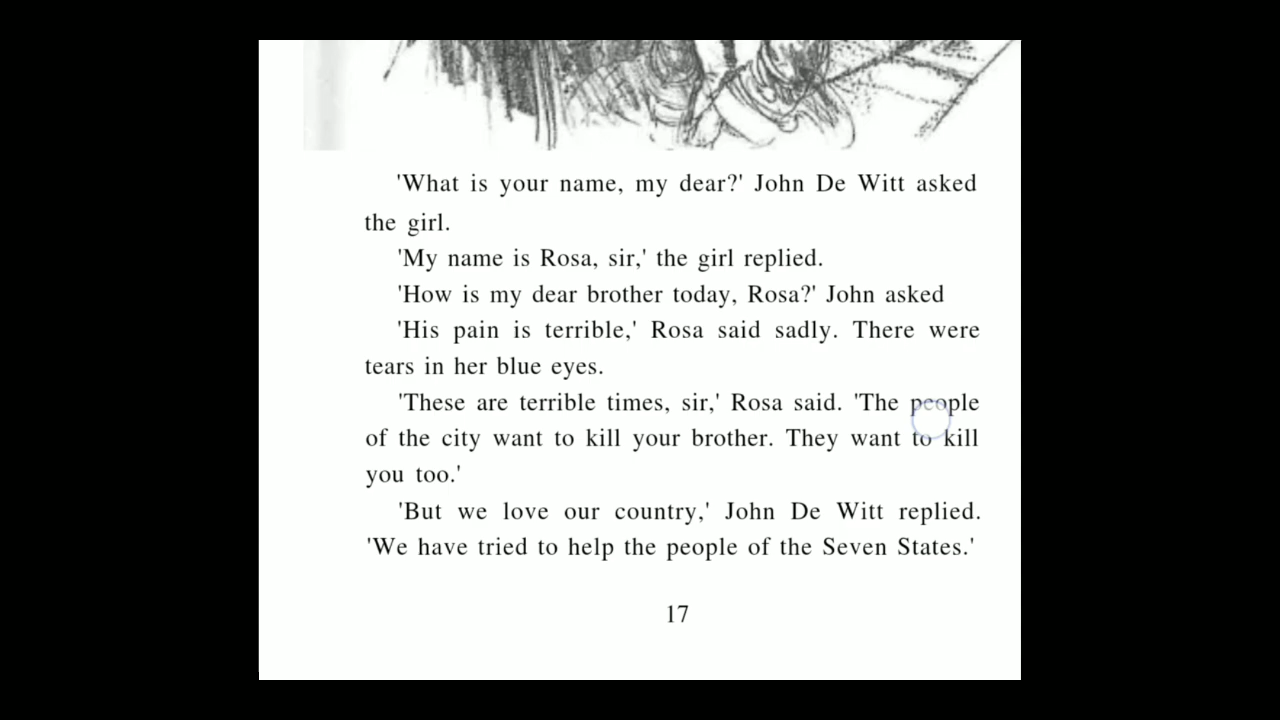 'What is your name, my dear?' John De Witt asked
the girl.
'My name is Rosa, sir,' the girl replied.
'How is my dear brother today, Rosa?' John asked
'His pain is terrible,' Rosa said sadly. There were
tears in her blue eyes.
'These are terrible times, sir,' Rosa said. 'The people
of the city want to kill your brother. They want to kill
you too.'
'But we love our country,' John De Witt replied.
'We have tried to help the people of the Seven States.'
17